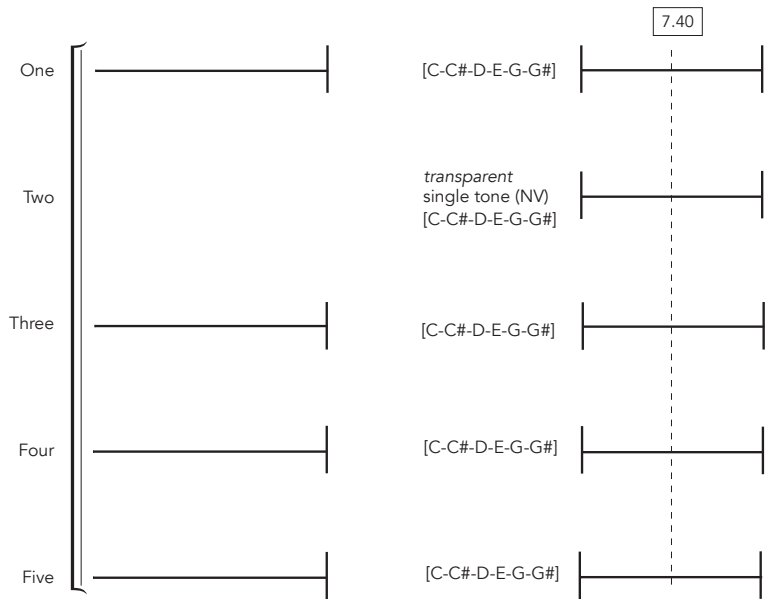 7.40
One
[C-C#-D-E-G-G#]
Two
transparent
single tone (NV)
[C-C#-D-E-G-G#]
Three
[C-C#-D-E-G-G#]
Four
[C-C#-D-E-G-G#]
Five
[C-C#-D-E-G-G#]